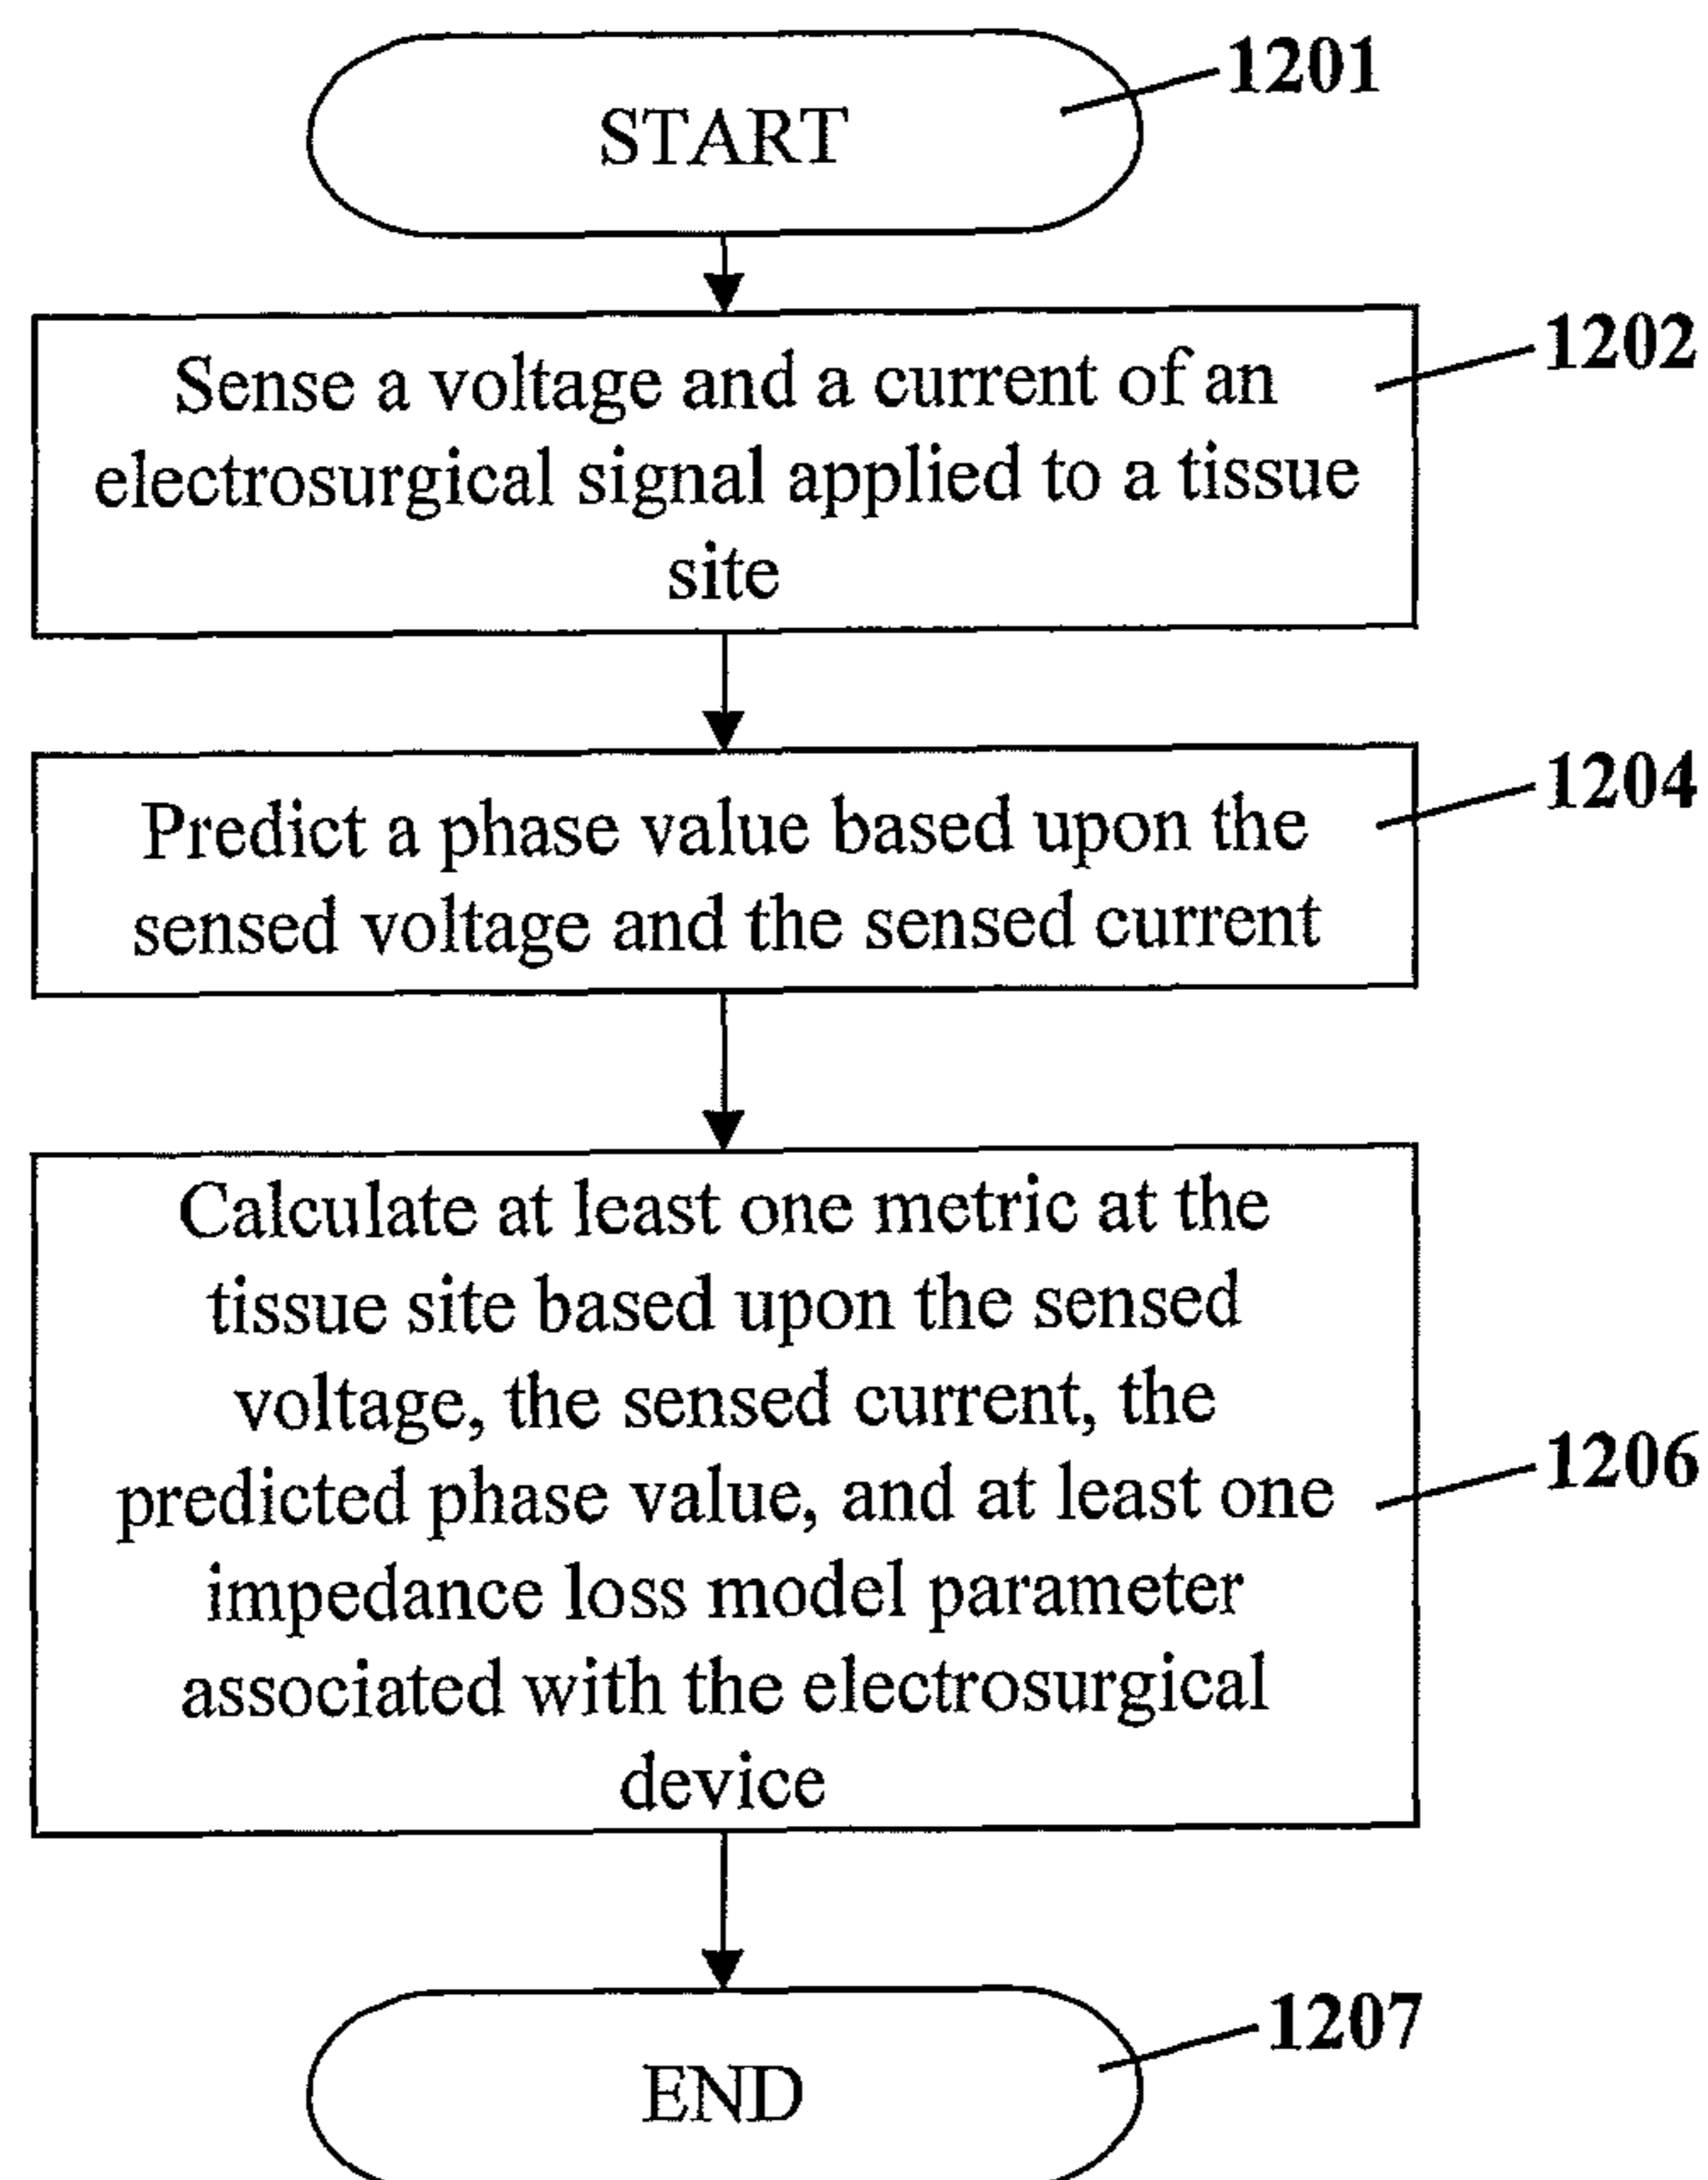 START
1201
Sense a voltage and a current of an
electrosurgical signal applied to a tissue
site
1202
Predict a phase value based upon the
sensed voltage and the sensed current
1204
Calculate at least one metric at the
tissue site based upon the sensed
voltage, the sensed current, the
predicted phase value, and at least one
impedance loss model parameter
associated with the electrosurgical
device
1206
END
1207